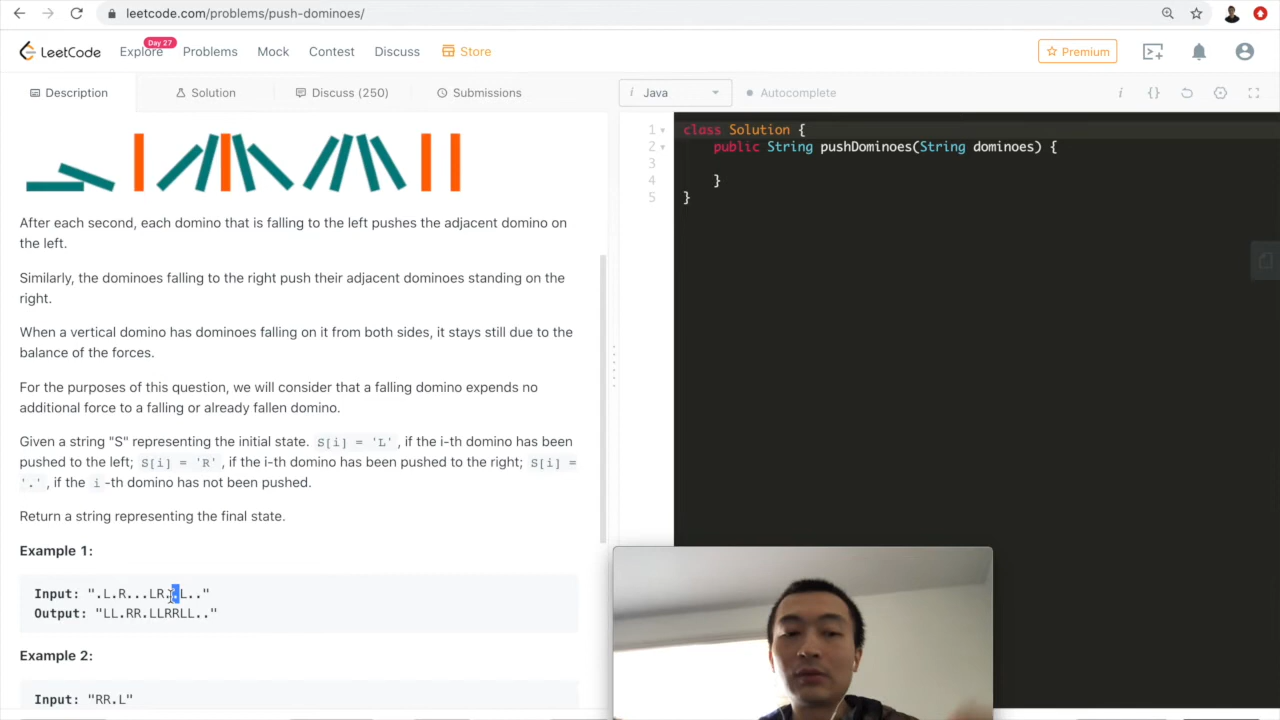 leetcode.com/problems/push-dominoes/
LeetCode
Explore
Day 27
Problems
Mock
Contest
Discuss
Store
Premium
Description
Solution
Discuss (250)
Submissions
i Java
Autocomplete
After each second, each domino that is falling to the left pushes the adjacent domino on
the left.
Similarly, the dominoes falling to the right push their adjacent dominoes standing on the
right.
When a vertical domino has dominoes falling on it from both sides, it stays still due to the
balance of the forces.
For the purposes of this question, we will consider that a falling domino expends no
additional force to a falling or already fallen domino.
Given a string "S" representing the initial state. S[i] = 'L', if the i-th domino has been
pushed to the left; S[i] = 'R', if the i-th domino has been pushed to the right; S[i] =
'.', if the i-th domino has not been pushed.
Return a string representing the final state.
Example 1:
Input: ".L.R...LR..L.."
Output: "LL.RR.LLRRLL.."
Example 2:
Input: "RR.L"
1 class Solution {
2 public String pushDominoes(String dominoes) {
3
4 }
5 }